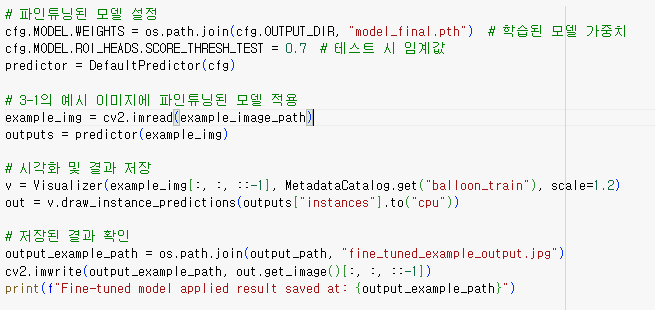 # 파인튜닝된 모델 설정
cfg.MODEL.WEIGHTS = os.path.join(cfg.OUTPUT_DIR, "model_final.pth")  # 학습된 모델 가중치
cfg.MODEL.ROI_HEADS.SCORE_THRESH_TEST = 0.7  # 테스트 시 임계값
predictor = DefaultPredictor(cfg)

# 3-1의 예시 이미지에 파인튜닝된 모델 적용
example_img = cv2.imread(example_image_path)
outputs = predictor(example_img)

# 시각화 및 결과 저장
v = Visualizer(example_img[:, :, ::-1], MetadataCatalog.get("balloon_train"), scale=1.2)
out = v.draw_instance_predictions(outputs["instances"].to("cpu"))

# 저장된 결과 확인
output_example_path = os.path.join(output_path, "fine_tuned_example_output.jpg")
cv2.imwrite(output_example_path, out.get_image()[:, :, ::-1])
print(f"Fine-tuned model applied result saved at: {output_example_path}")